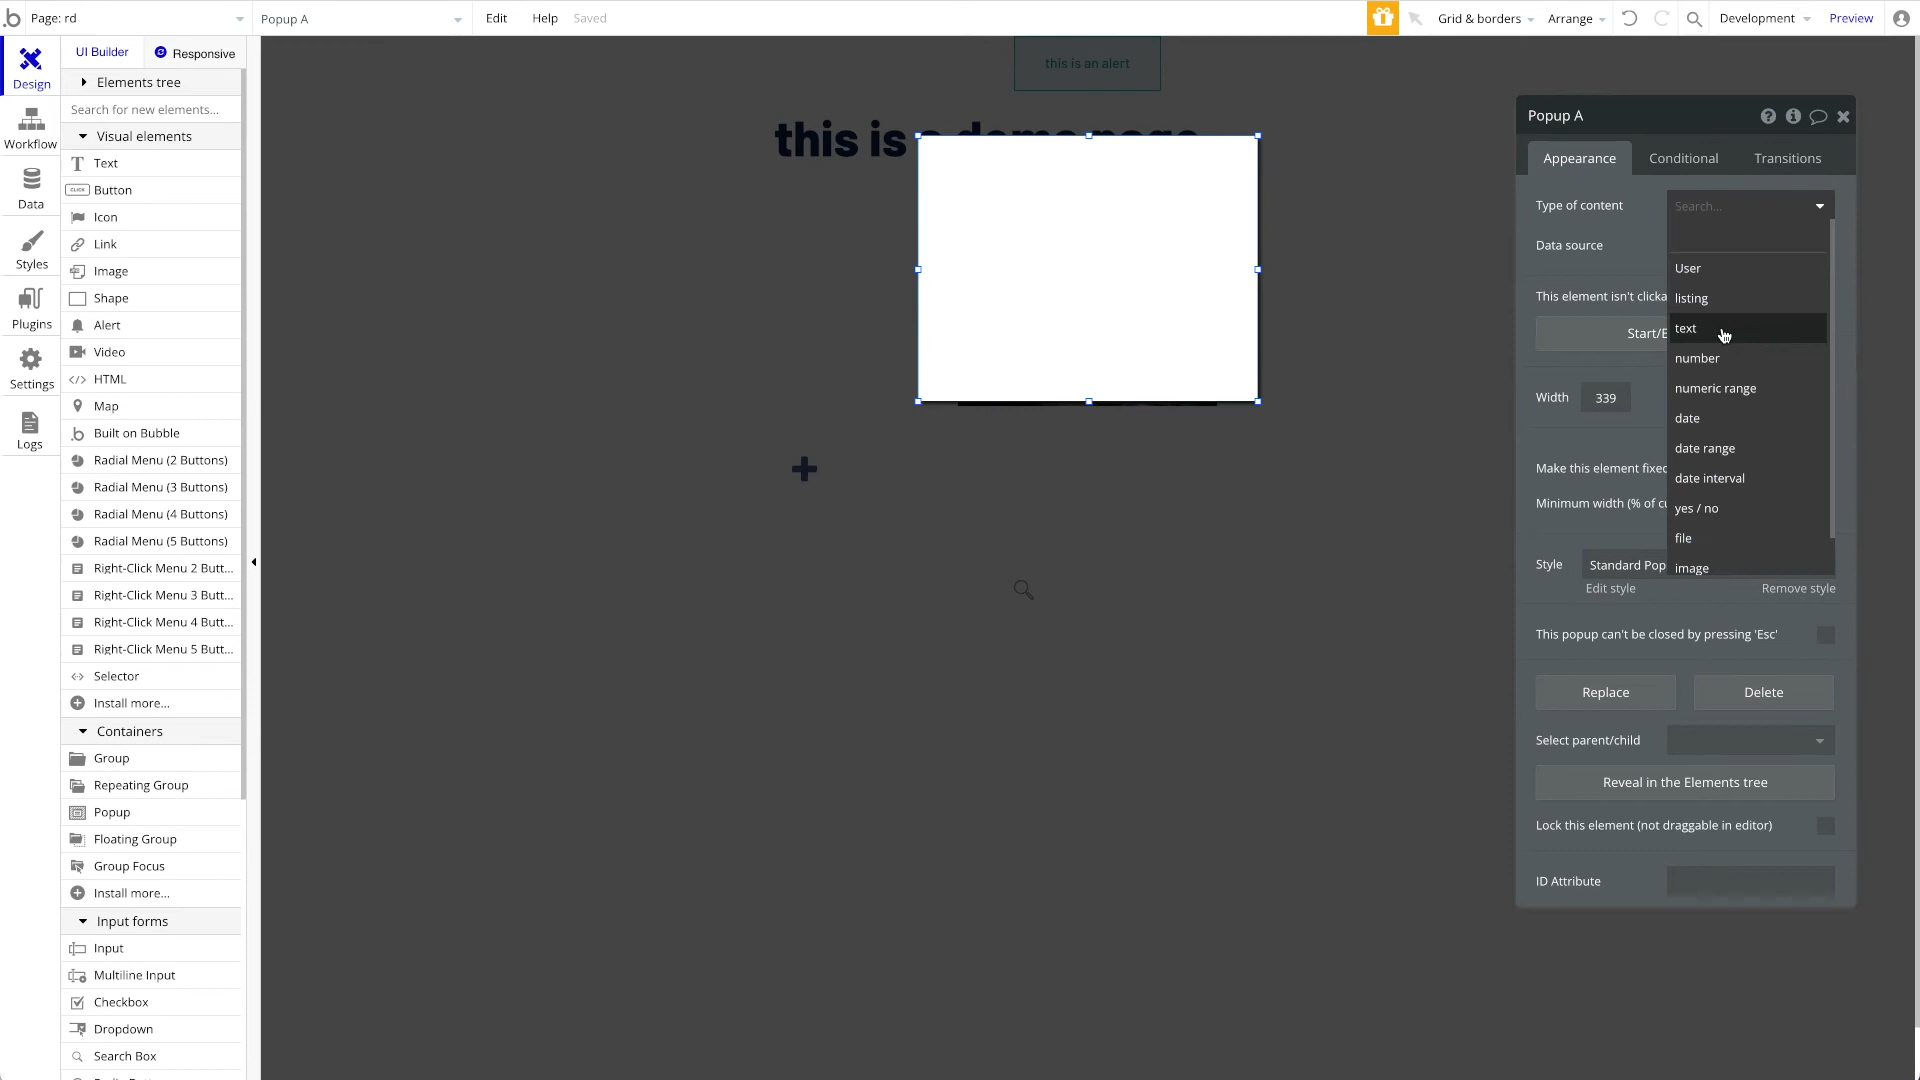 Page: rd
Popup A
Edit
Help
Saved
Grid & borders
Arrange
Development
Preview
Design
Workflow
Data
Styles
Plugins
Settings
Logs
UI Builder
Responsive
Elements tree
Search for new elements...
Visual elements
Text
CLICK
Button
Icon
Link
Image
Shape
Alert
Video
HTML
Map
Built on Bubble
Radial Menu (2 Buttons)
Radial Menu (3 Buttons)
Radial Menu (4 Buttons)
Radial Menu (5 Buttons)
Right-Click Menu 2 Butt...
Right-Click Menu 3 Butt...
Right-Click Menu 4 Butt...
Right-Click Menu 5 Butt...
Selector
Install more...
Containers
Group
Repeating Group
Popup
Floating Group
Group Focus
Install more...
Input forms
Input
Multiline Input
Checkbox
Dropdown
Search Box
this is an alert
this is
Popup A
Appearance
Conditional
Transitions
Type of content
Search...
Data source
User
listing
text
number
numeric range
date
date range
date interval
yes / no
file
image
This element isn't clicka
Start/E
Width
339
Make this element fixed
Minimum width (% of cu
Style
Standard Pop
Edit style
Remove style
This popup can't be closed by pressing 'Esc'
Replace
Delete
Select parent/child
Reveal in the Elements tree
Lock this element (not draggable in editor)
ID Attribute